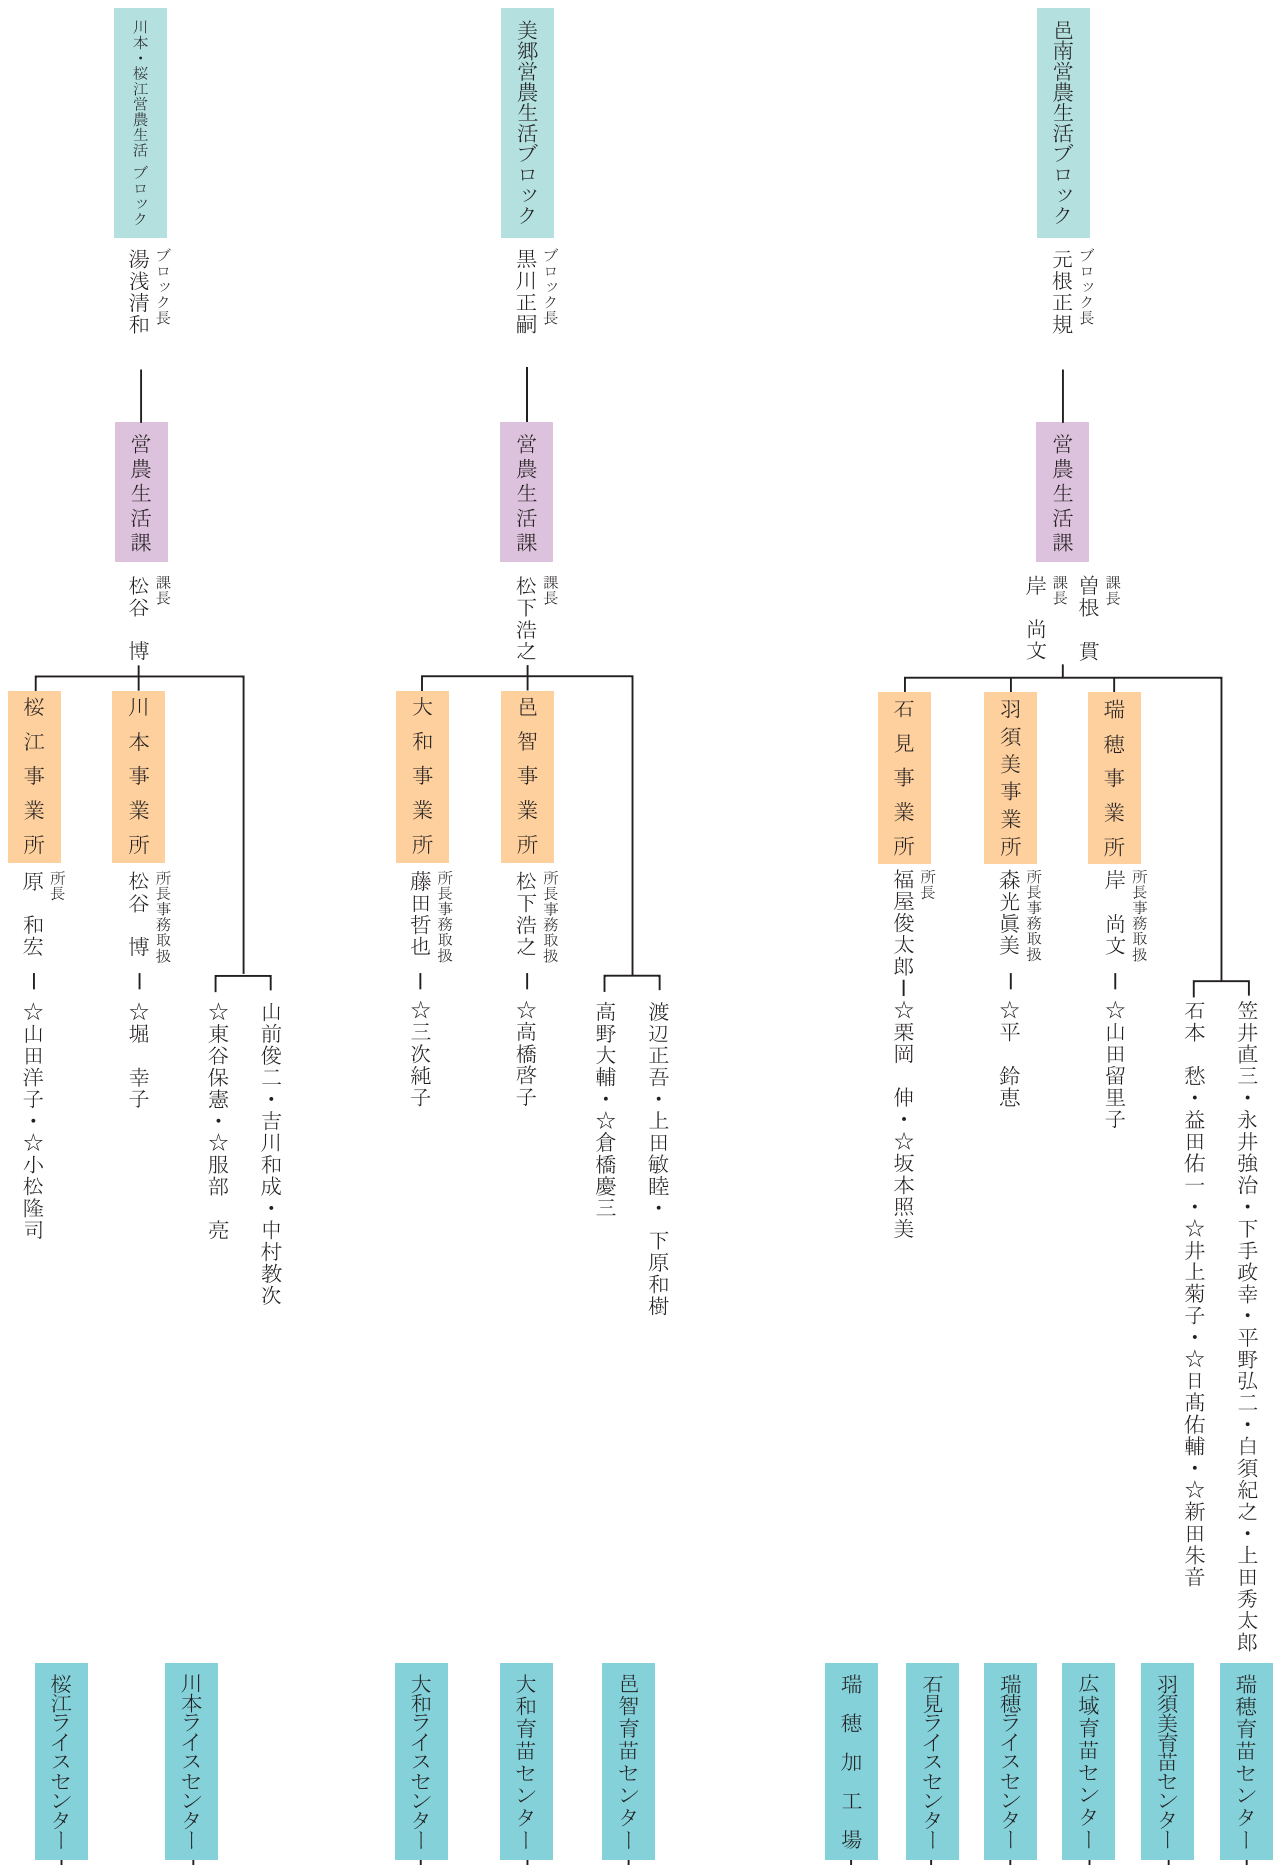 邑南営農生活ブロック
ブロック長
元根正規
営農生活課
課長
曽根　貫
課長
岸　尚文
笠井直三・永井強治・下手政幸・平野弘二・白須紀之・上田秀太郎
石本　愁・益田佑一・☆井上菊子・☆日髙佑輔・☆新田朱音
瑞穂事業所
所長事務取扱
岸　尚文
☆山田留里子
羽須美事業所
所長事務取扱
森光眞美
☆平　鈴恵
石見事業所
所長
福屋俊太郎
☆栗岡　伸・☆坂本照美
瑞穂育苗センター
羽須美育苗センター
広域育苗センター
瑞穂ライスセンター
石見ライスセンター
瑞穂加工場
美郷営農生活ブロック
ブロック長
黒川正嗣
営農生活課
課長
松下浩之
渡辺正吾・上田敏睦・下原和樹
高野大輔・☆倉橋慶三
邑智事業所
所長事務取扱
松下浩之
☆高橋啓子
大和事業所
所長事務取扱
藤田哲也
☆三次純子
邑智育苗センター
大和育苗センター
大和ライスセンター
川本・桜江営農生活 ブロック
ブロック長
湯浅清和
営農生活課
課長
松谷　博
山前俊二・吉川和成・中村教次
☆東谷保憲・☆服部　亮
川本事業所
所長事務取扱
松谷　博
☆堀　幸子
桜江事業所
所長
原　和宏
☆山田洋子・☆小松隆司
川本ライスセンター
桜江ライスセンター